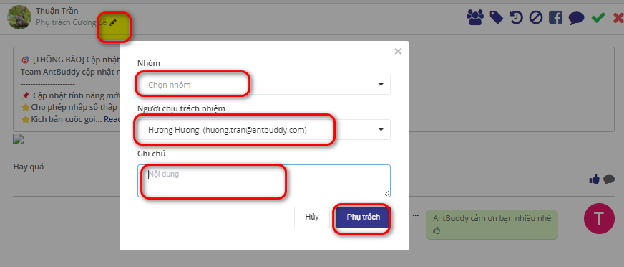 Thuận Trần
Phụ trách Cương
[THÔNG BÁO] Cập nhật
Team AntBuddy cập nhật
--------------------
Cập nhật tính năng mới
Cho phép nhập số thập
Kích bản cuộc gọi... Read
Hay quá
×
Nhóm
Chọn nhóm
Người chịu trách nhiệm
Hương Hương (huong.tran@antbuddy.com)
Ghi chú
Nội dung
Hủy
Phụ trách
...
AntBuddy cảm ơn bạn nhiều nhé
T